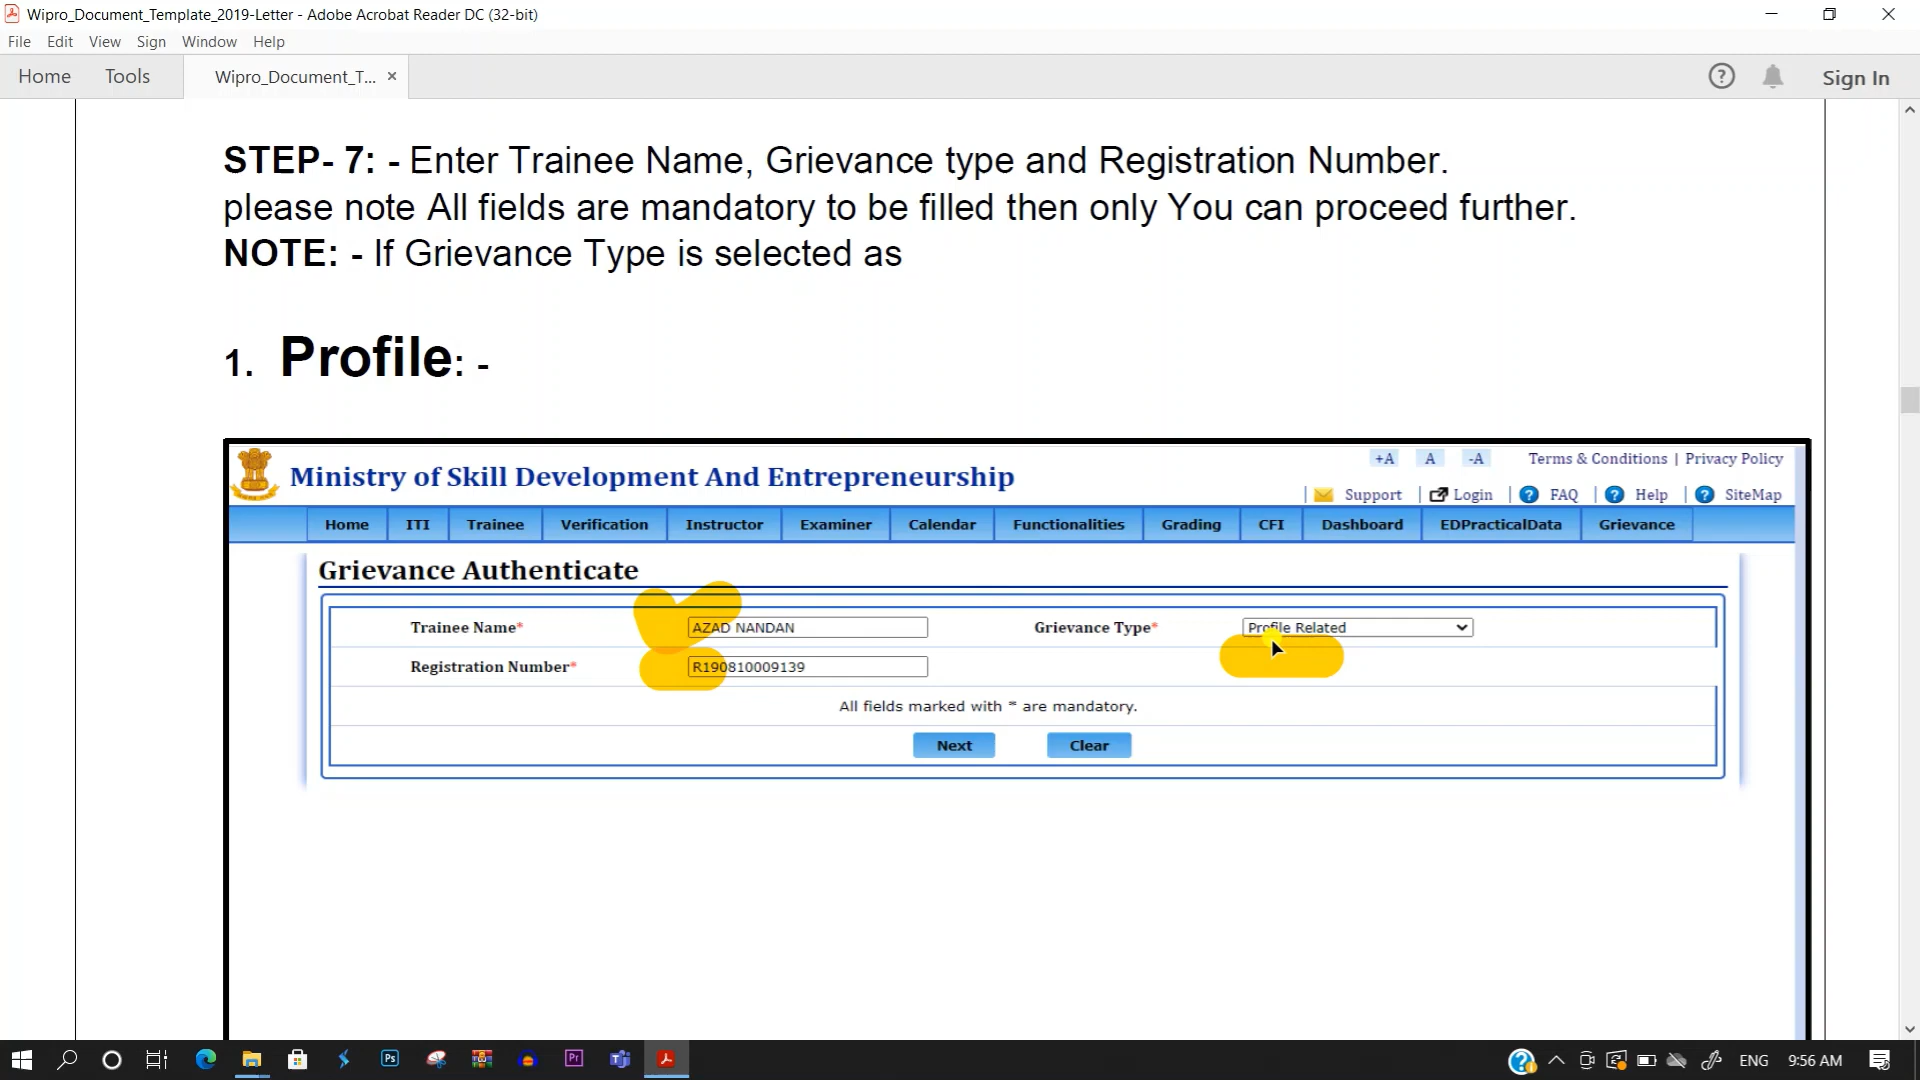 Wipro_Document_Template_2019-Letter - Adobe Acrobat Reader DC (32-bit)
File Edit View Sign Window Help
Home Tools Wipro_Document_T... × ? Sign In
STEP- 7: - Enter Trainee Name, Grievance type and Registration Number.
please note All fields are mandatory to be filled then only You can proceed further.
NOTE: - If Grievance Type is selected as
1. Profile: -
+A A -A Terms & Conditions | Privacy Policy
Ministry of Skill Development And Entrepreneurship
| Support | Login | ? FAQ | ? Help | ? SiteMap
Home ITI Trainee Verification Instructor Examiner Calendar Functionalities Grading CFI Dashboard EDPracticalData Grievance
Grievance Authenticate
Trainee Name* AZAD NANDAN Grievance Type* Profile Related
Registration Number* R190810009139
All fields marked with * are mandatory.
Next Clear
Ps Pr ? ENG 9:56 AM